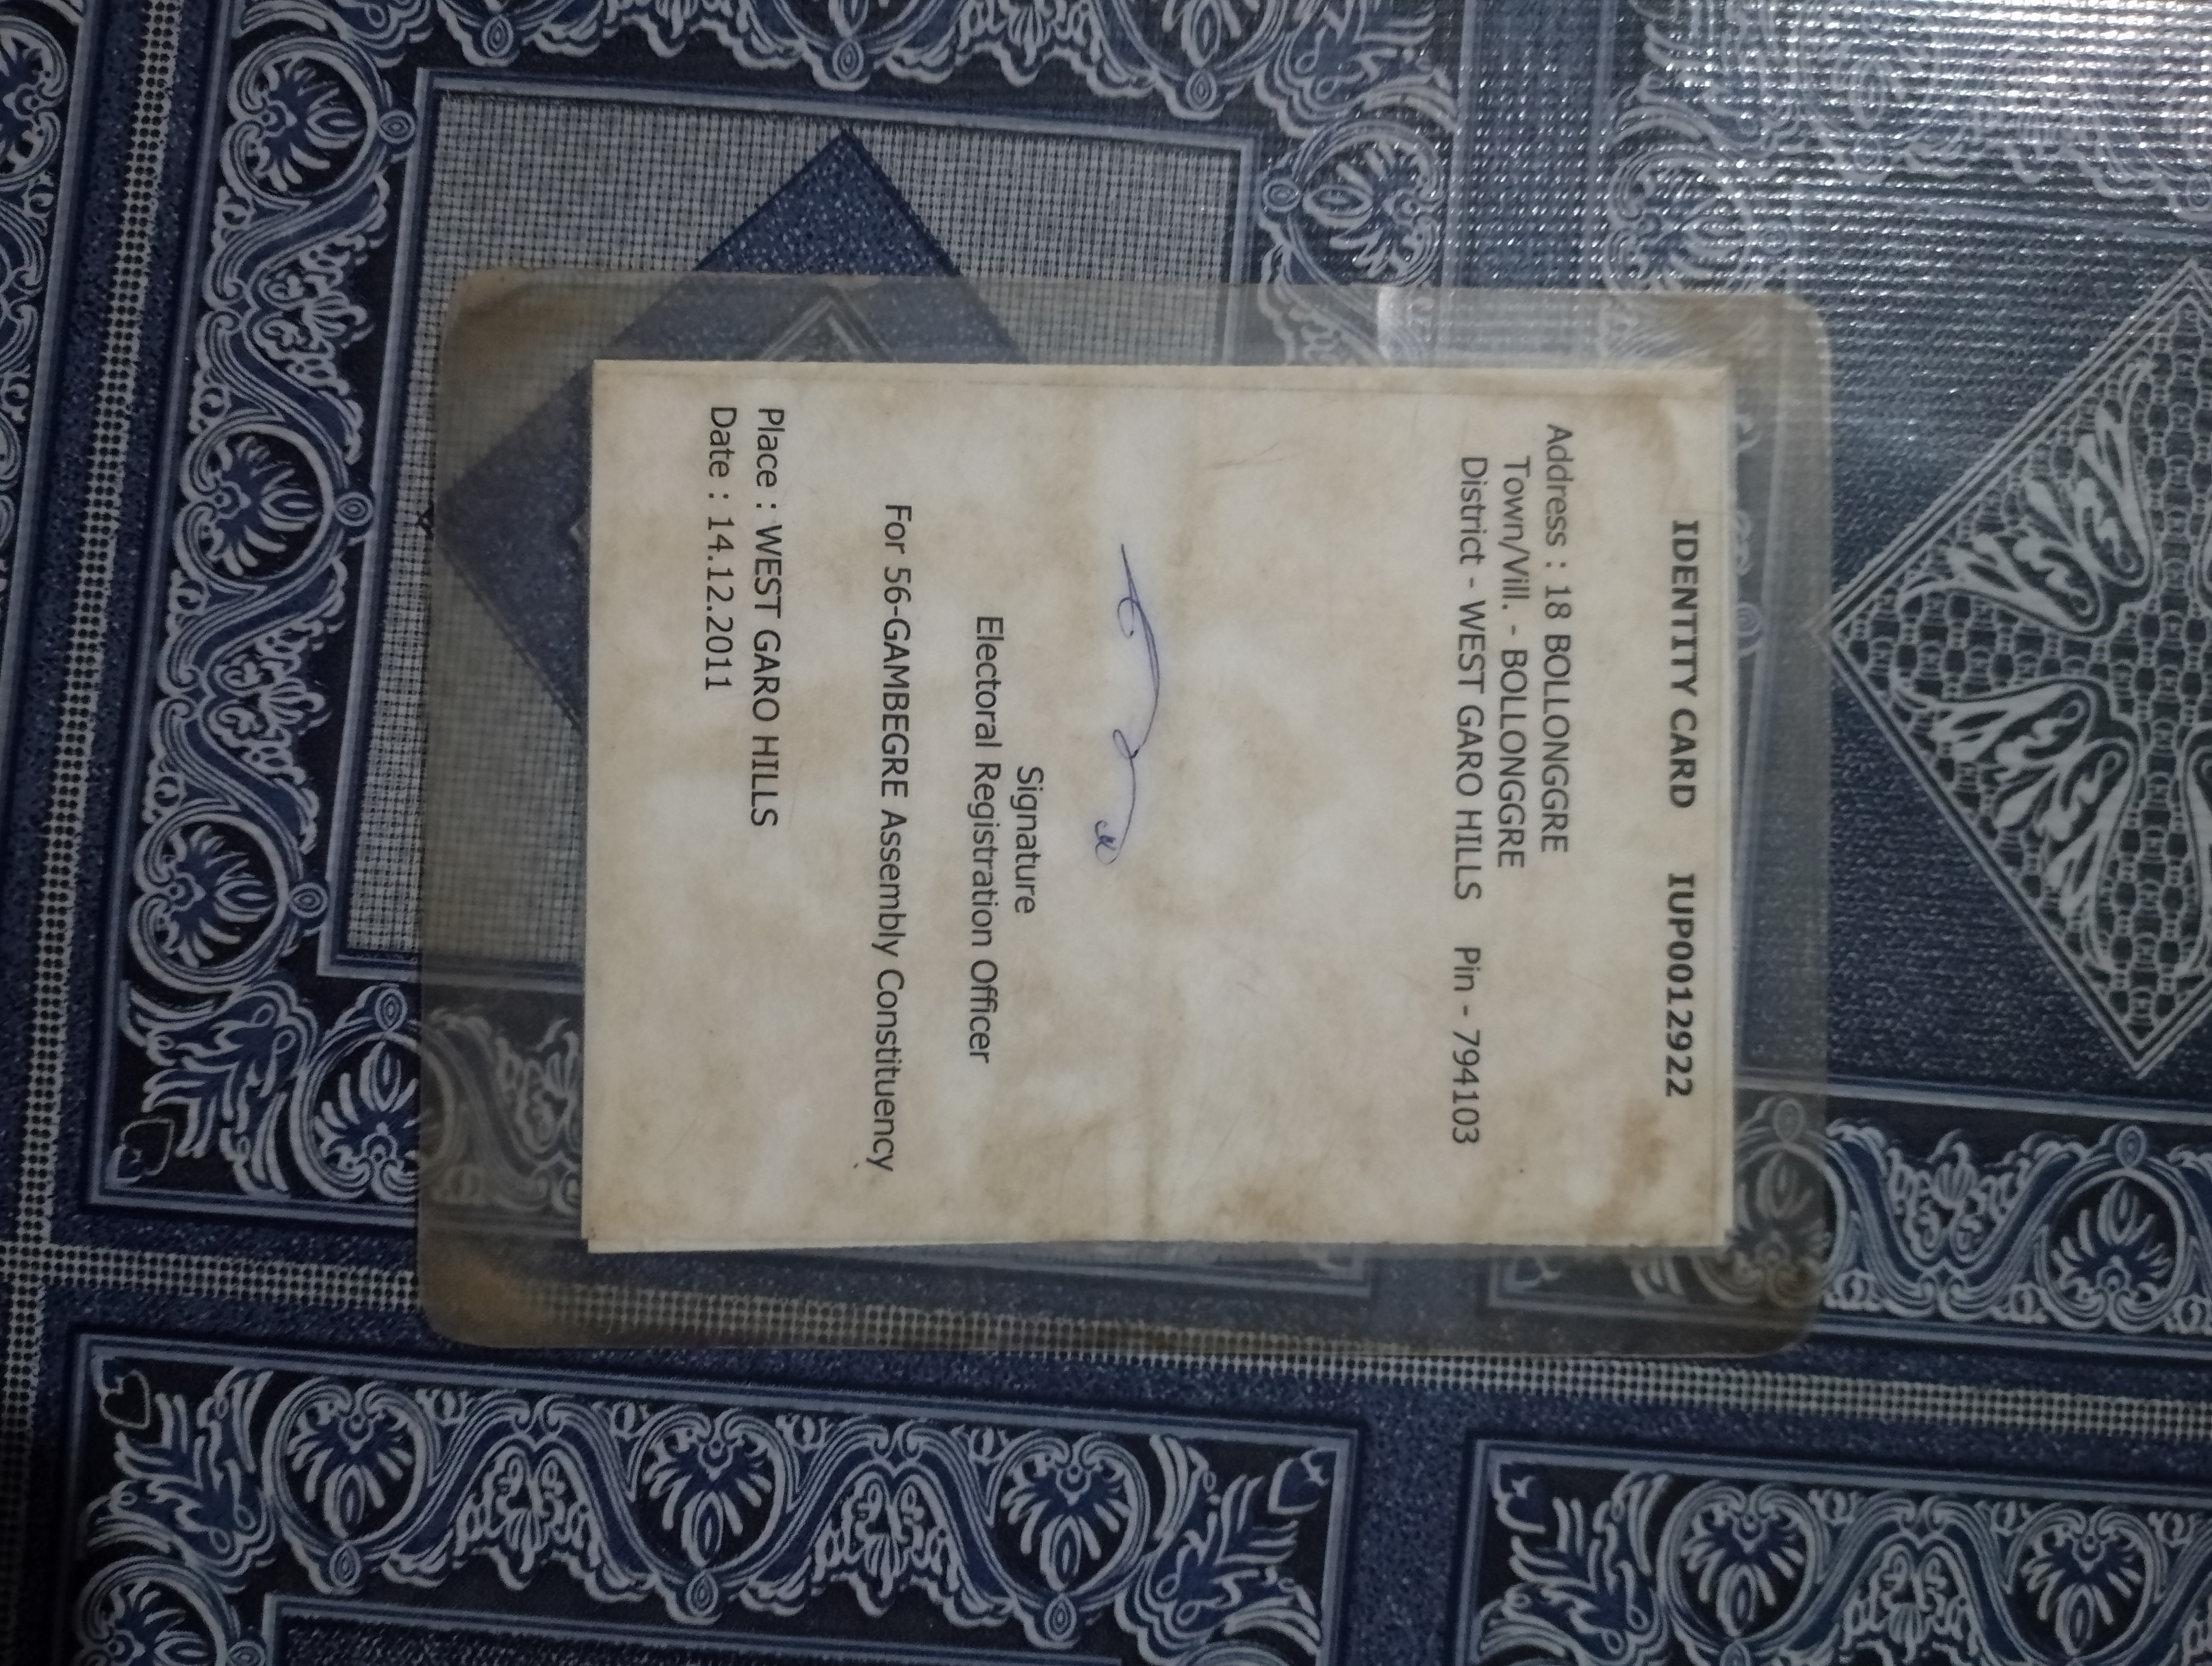 IDENTITY CARD IUP0012922
Address : 18 BOLLONGGRE
Town/Vill. - BOLLONGGRE
District - WEST GARO HILLS Pin - 794103
Signature
Electoral Registration Officer
For 56-GAMBEGRE Assembly Constituency
Place : WEST GARO HILLS
Date : 14.12.2011